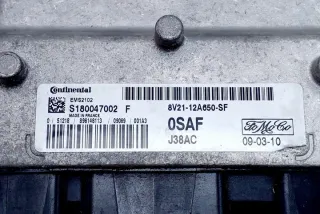 Continental
EMS2102
S180047002 F
MADE IN FRANCE
8V21-12A650-SF
0SAF
J38AC
FoMoCo
09-03-10